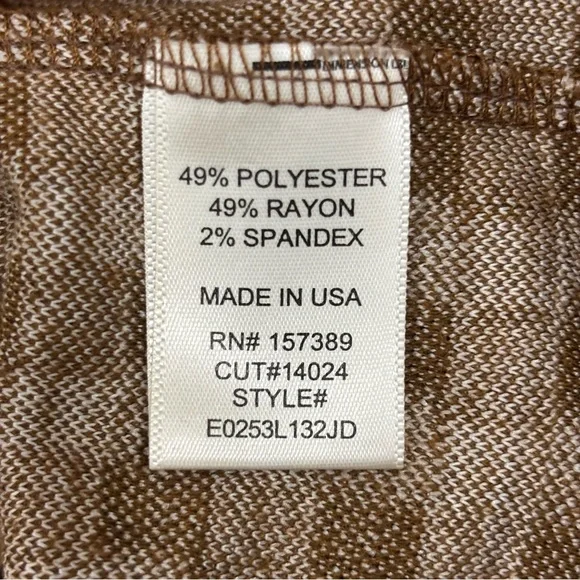 49% POLYESTER
49% RAYON
2% SPANDEX
MADE IN USA
RN# 157389
CUT#14024
STYLE#
E0253L132JD